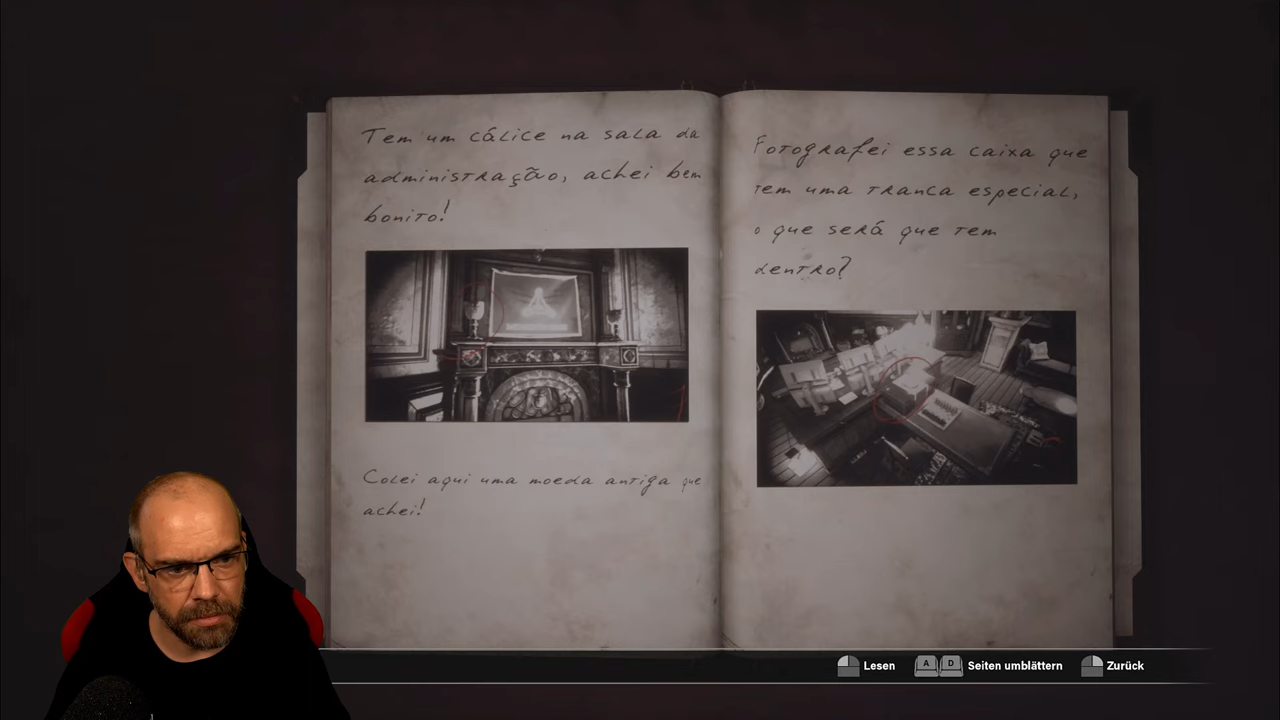 Tem um cálice na sala da
administração, achei bem
bonito!
Colei aqui uma moeda antiga que
achei!
Fotografei essa caixa que
tem uma tranca especial,
o que será que tem
dentro?
A D
Lesen
Seiten umblättern
Zurück